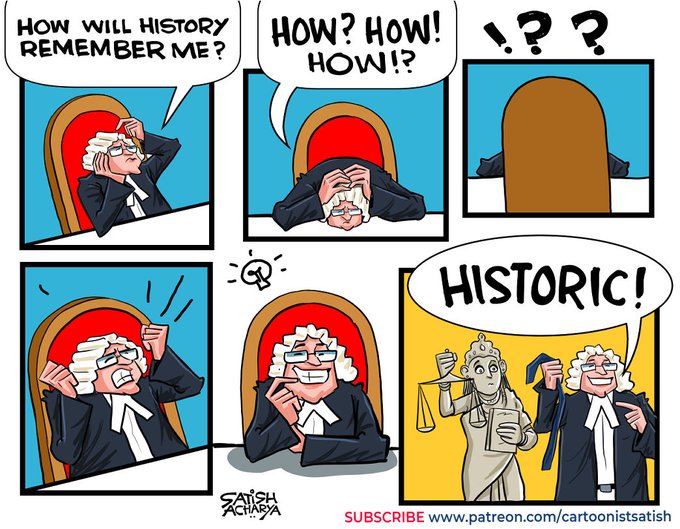 HOW WILL HISTORY
REMEMBER ME?
HOW? HOW!
HOW!?
!? ?
HISTORIC!
SATISH
ACHARYA
SUBSCRIBE www.patreon.com/cartoonistsatish